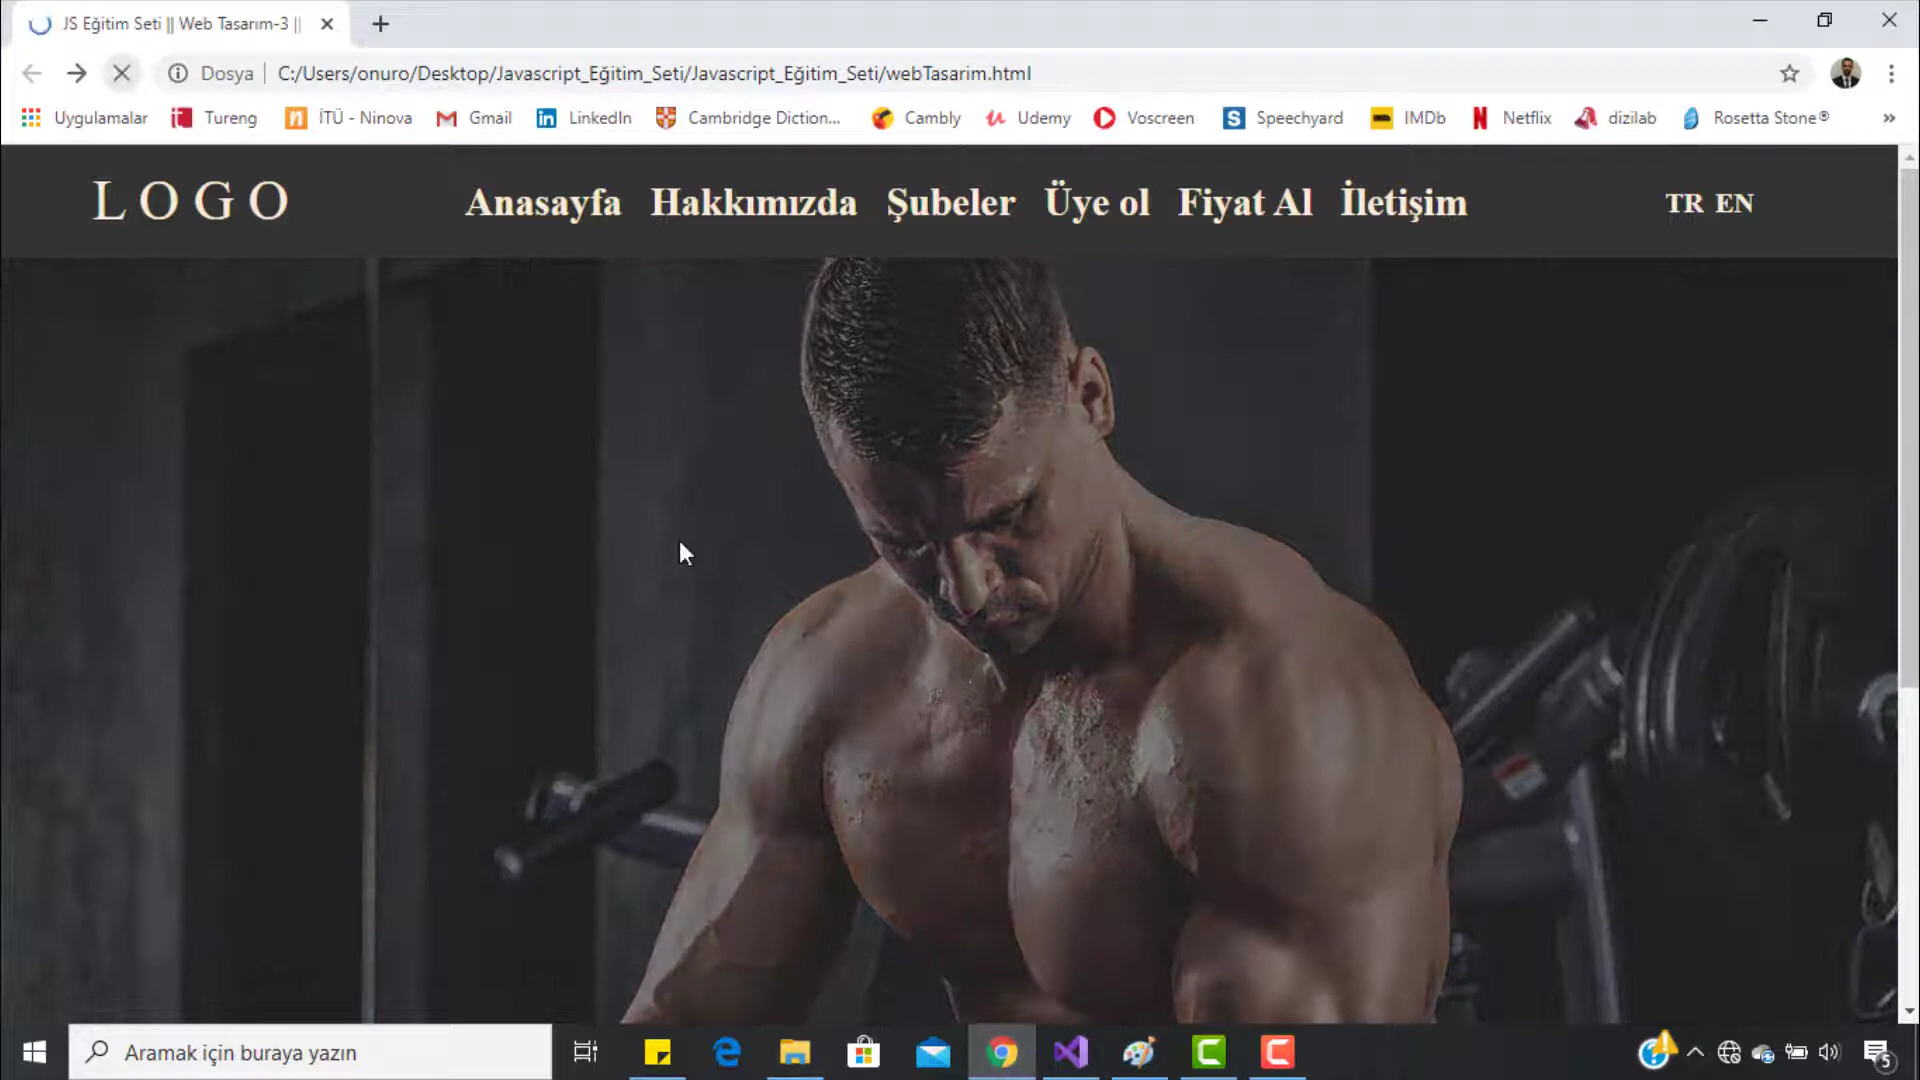 JS Eğitim Seti || Web Tasarım-3 ||
Dosya
C:/Users/onuro/Desktop/Javascript_Eğitim_Seti/Javascript_Eğitim_Seti/webTasarim.html
Uygulamalar
Tureng
İTÜ - Ninova
Gmail
LinkedIn
Cambridge Diction...
Cambly
Udemy
Voscreen
Speechyard
IMDb
Netflix
dizilab
Rosetta Stone®
»
LOGO
Anasayfa
Hakkımızda
Şubeler
Üye ol
Fiyat Al
İletişim
TR EN
Aramak için buraya yazın
5